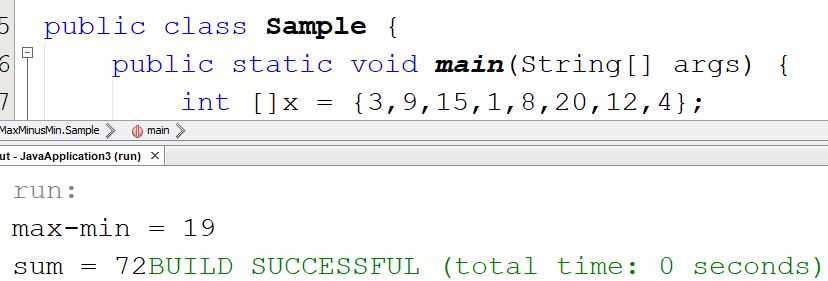 5 public class Sample {
6 public static void main(String[] args) {
7 int []x = {3,9,15,1,8,20,12,4};
MaxMinusMin.Sample main
ut - JavaApplication3 (run) ×
run:
max-min = 19
sum = 72BUILD SUCCESSFUL (total time: 0 seconds)